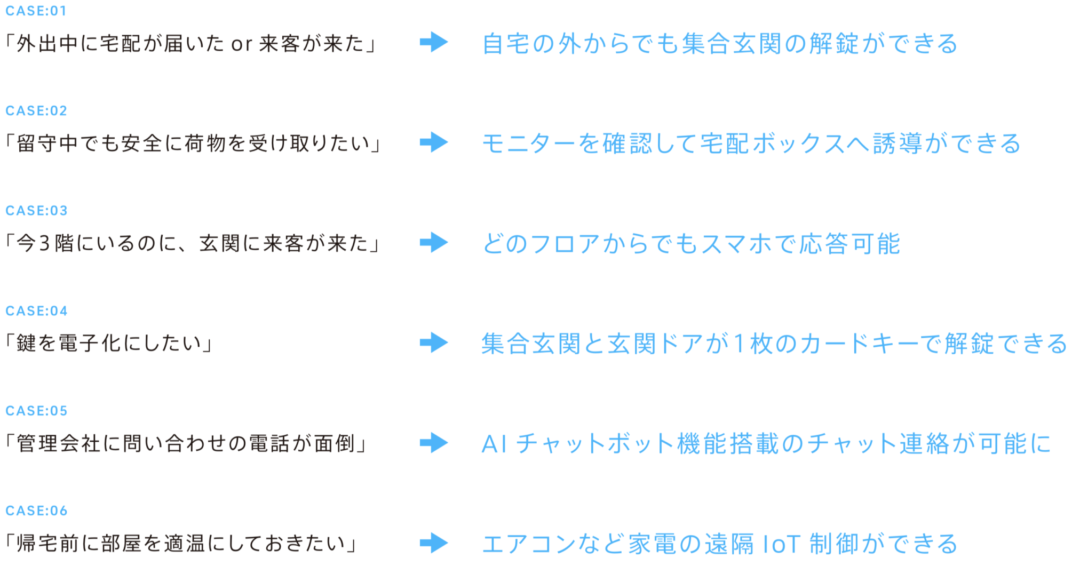 CASE:01
「外出中に宅配が届いた or 来客が来た」 → 自宅の外からでも集合玄関の解錠ができる
CASE:02
「留守中でも安全に荷物を受け取りたい」 → モニターを確認して宅配ボックスへ誘導ができる
CASE:03
「今3階にいるのに、玄関に来客が来た」 → どのフロアからでもスマホで応答可能
CASE:04
「鍵を電子化にしたい」 → 集合玄関と玄関ドアが1枚のカードキーで解錠できる
CASE:05
「管理会社に問い合わせの電話が面倒」 → AI チャットボット機能搭載のチャット連絡が可能に
CASE:06
「帰宅前に部屋を適温にしておきたい」 → エアコンなど家電の遠隔 IoT 制御ができる